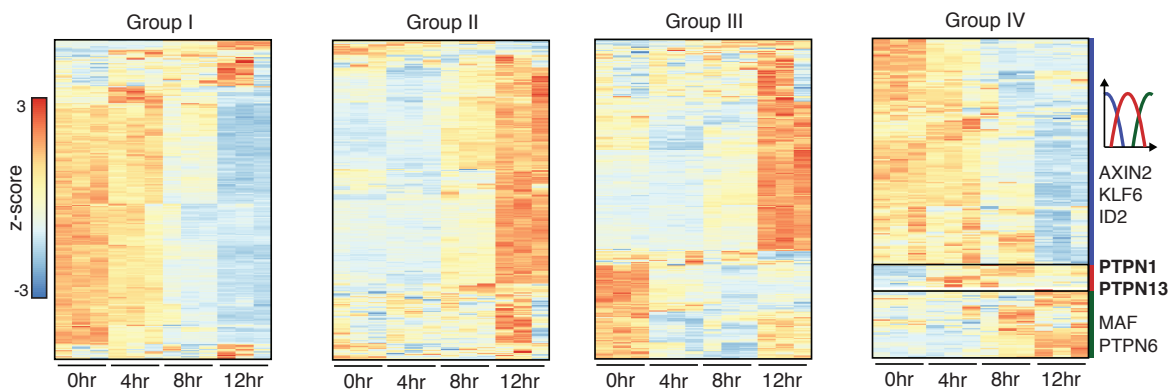 Group I
Group II
Group III
Group IV
3
z-score
-3
AXIN2
KLF6
ID2
PTPN1
PTPN13
MAF
PTPN6
0hr 4hr 8hr 12hr
0hr 4hr 8hr 12hr
0hr 4hr 8hr 12hr
0hr 4hr 8hr 12hr